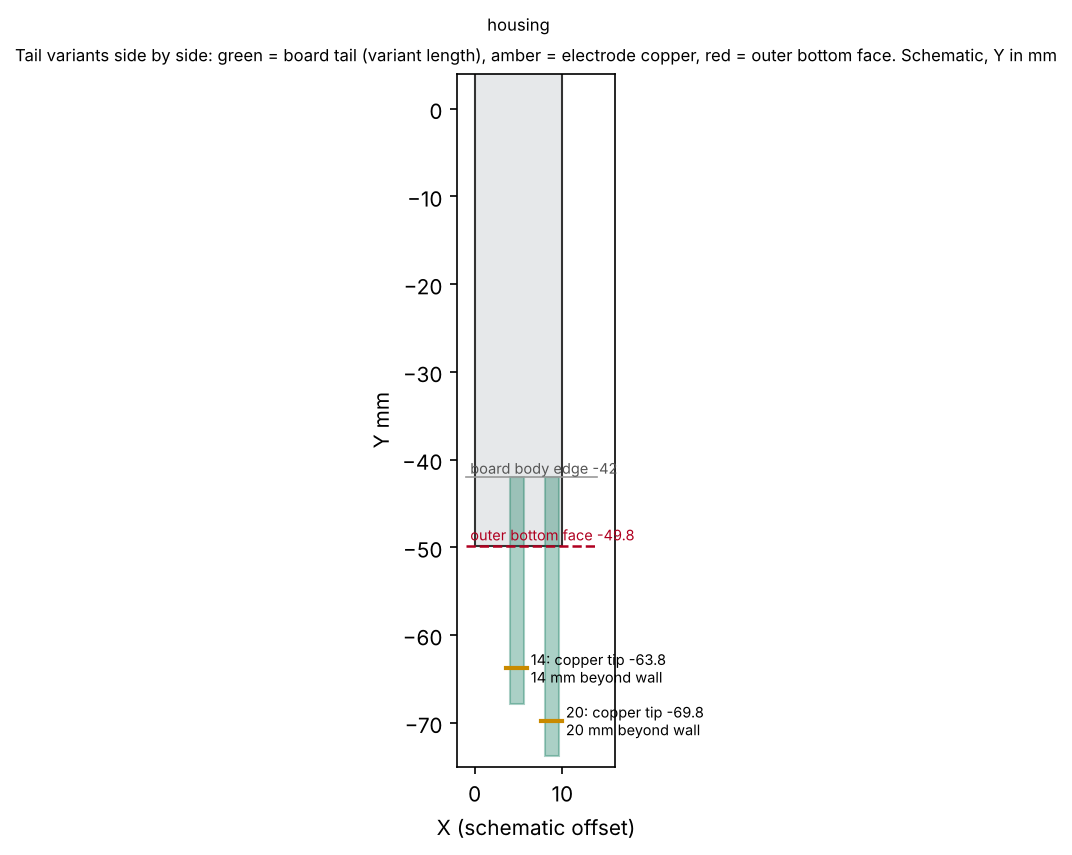 housing
Tail variants side by side: green = board tail (variant length), amber = electrode copper, red = outer bottom face. Schematic, Y in mm
0
−10
−20
−30
−40
−50
−60
−70
Y mm
board body edge -42
outer bottom face -49.8
14: copper tip -63.8
14 mm beyond wall
20: copper tip -69.8
20 mm beyond wall
0 10
X (schematic offset)